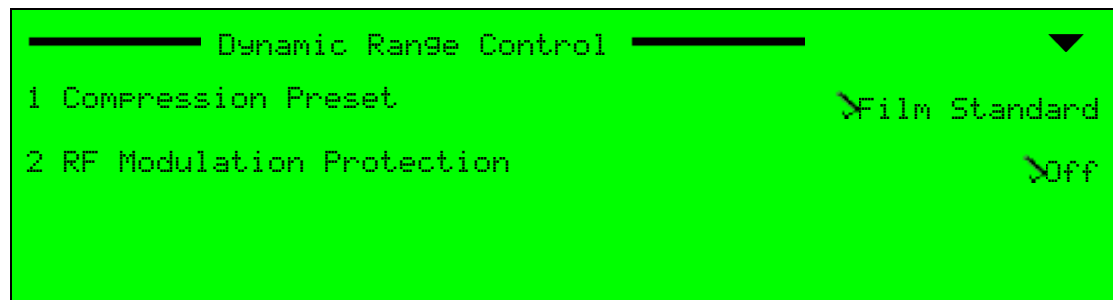 Dynamic Range Control
1 Compression Preset
Film Standard
2 RF Modulation Protection
Off